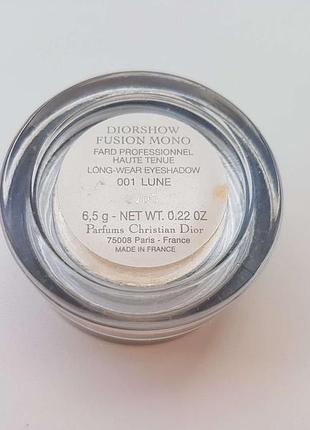 DIORSHOW
FUSION MONO
FARD PROFESSIONNEL
HAUTE TENUE
LONG-WEAR EYESHADOW
001 LUNE
6,5 g - NET WT. 0.22 OZ
Parfums Christian Dior
75008 Paris - France
MADE IN FRANCE